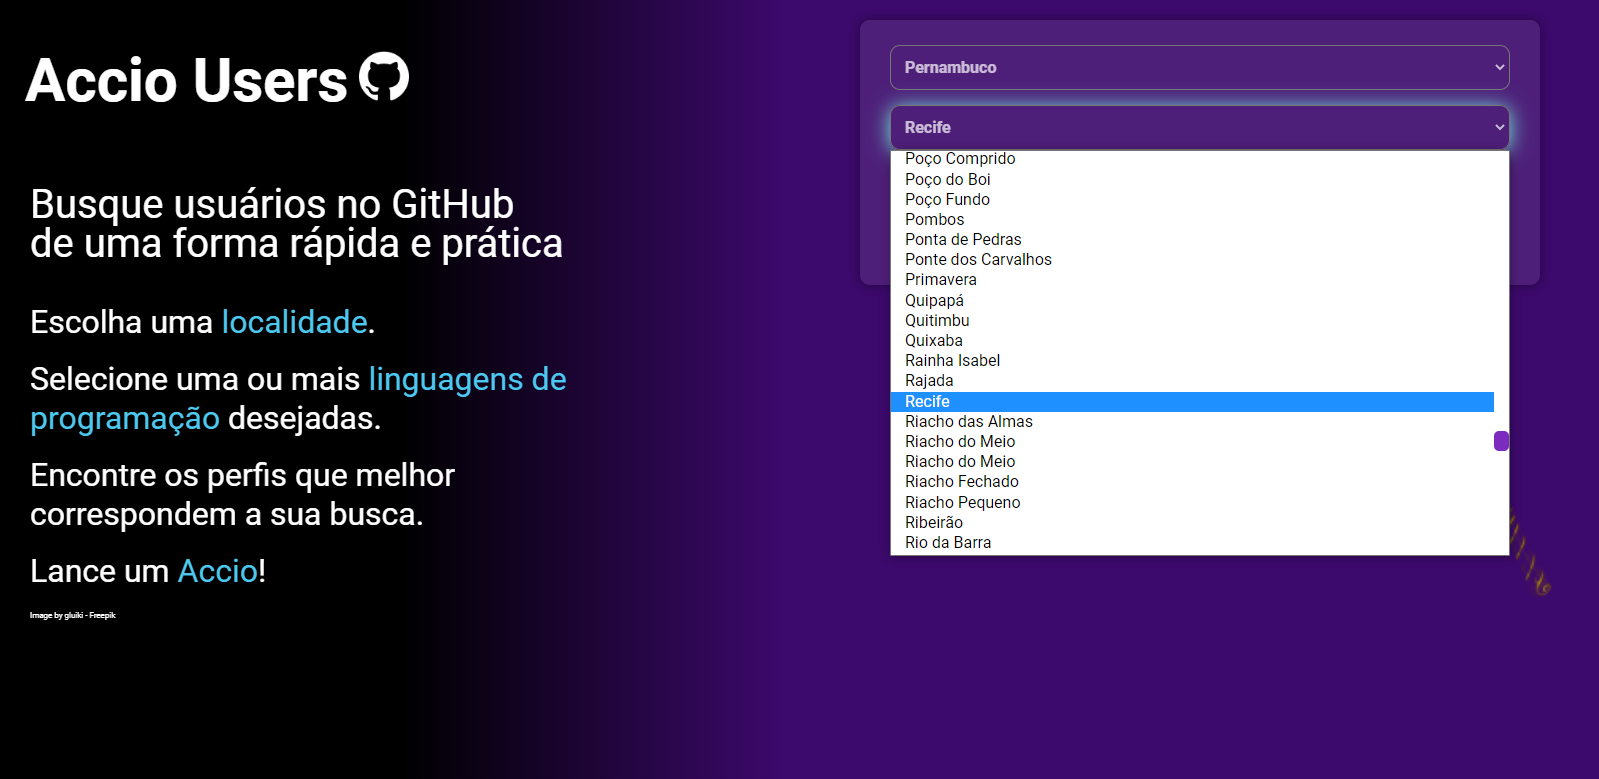 Accio Users
Busque usuários no GitHub
de uma forma rápida e prática
Escolha uma localidade.
Selecione uma ou mais linguagens de
programação desejadas.
Encontre os perfis que melhor
correspondem a sua busca.
Lance um Accio!
Image by gluiki - Freepik
Pernambuco
Recife
Poço Comprido
Poço do Boi
Poço Fundo
Pombos
Ponta de Pedras
Ponte dos Carvalhos
Primavera
Quipapá
Quitimbu
Quixaba
Rainha Isabel
Rajada
Recife
Riacho das Almas
Riacho do Meio
Riacho do Meio
Riacho Fechado
Riacho Pequeno
Ribeirão
Rio da Barra